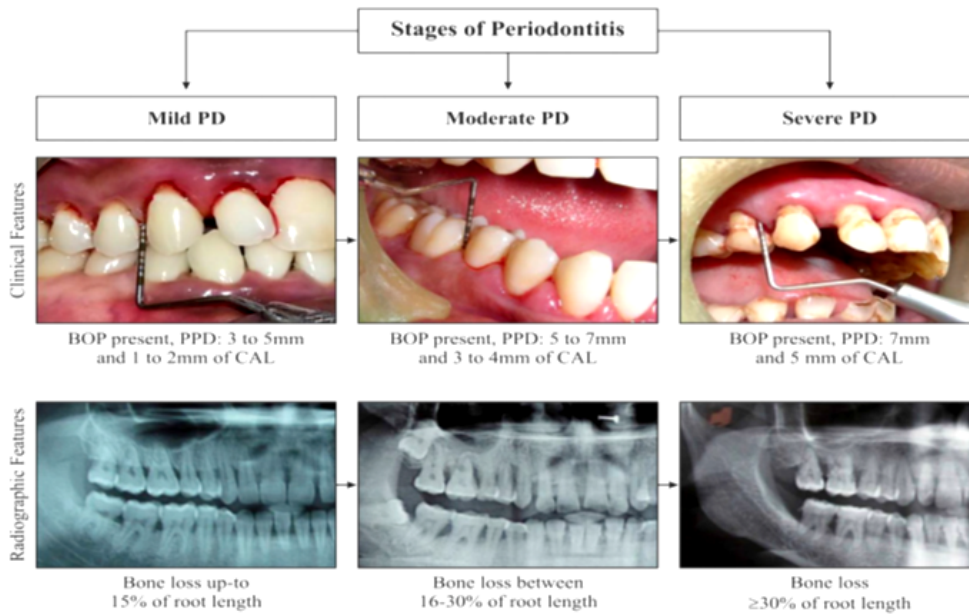 Stages of Periodontitis
Mild PD
Moderate PD
Severe PD
Clinical Features
BOP present, PPD: 3 to 5mm
and 1 to 2mm of CAL
BOP present, PPD: 5 to 7mm
and 3 to 4mm of CAL
BOP present, PPD: 7mm
and 5 mm of CAL
Radiographic Features
Bone loss up-to
15% of root length
Bone loss between
16-30% of root length
Bone loss
≥30% of root length